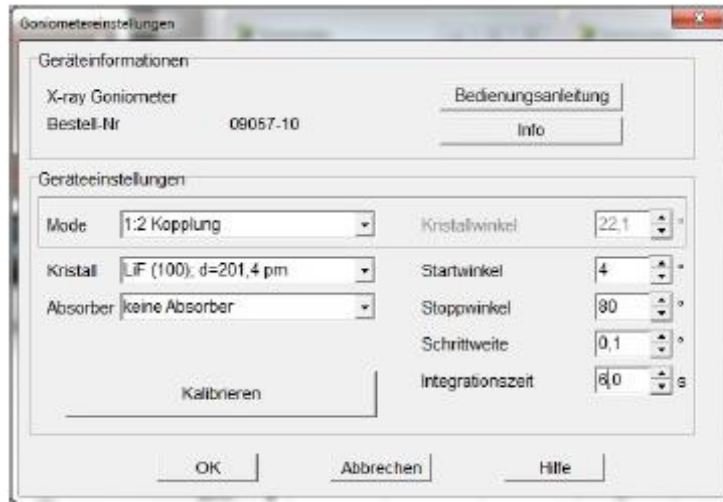 Goniometereinstellungen
Geräteinformationen
X-ray Goniometer
Bedienungsanleitung
Bestell-Nr 09057-10
Info
Geräteeinstellungen
Mode 1:2 Kopplung Kristallwinkel 22,1 °
Kristall LiF (100); d=201,4 pm Startwinkel 4 °
Absorber keine Absorber Stoppwinkel 80 °
Schrittweite 0,1 °
Kalibrieren Integrationszeit 6,0 s
OK Abbrechen Hilfe